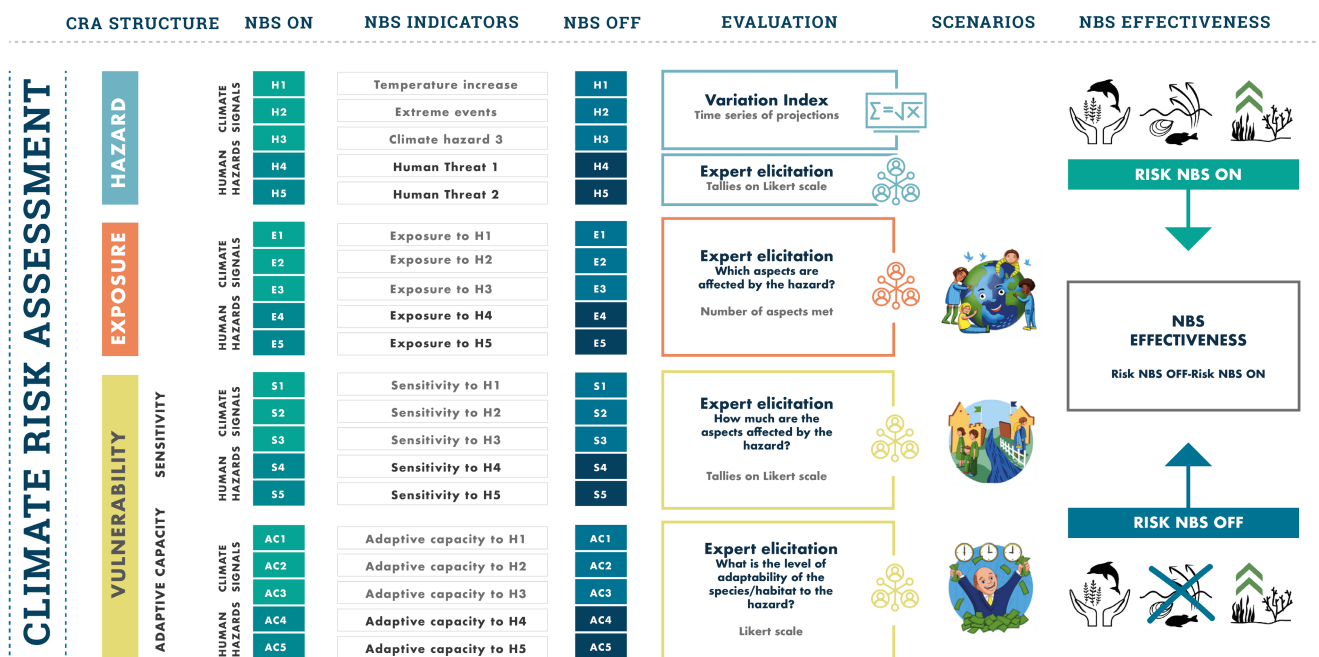 CRA STRUCTURE
NBS ON
NBS INDICATORS
NBS OFF
EVALUATION
SCENARIOS
NBS EFFECTIVENESS
CLIMATE RISK ASSESSMENT
HAZARD
CLIMATE
SIGNALS
HUMAN
HAZARDS
H1
Temperature increase
H1
H2
Extreme events
H2
H3
Climate hazard 3
H3
H4
Human Threat 1
H4
H5
Human Threat 2
H5
Variation Index
Time series of projections
Σ=√x
Expert elicitation
Tallies on Likert scale
EXPOSURE
CLIMATE
SIGNALS
HUMAN
HAZARDS
E1
Exposure to H1
E1
E2
Exposure to H2
E2
E3
Exposure to H3
E3
E4
Exposure to H4
E4
E5
Exposure to H5
E5
Expert elicitation
Which aspects are
affected by the hazard?
Number of aspects met
VULNERABILITY
SENSITIVITY
CLIMATE
SIGNALS
HUMAN
HAZARDS
S1
Sensitivity to H1
S1
S2
Sensitivity to H2
S2
S3
Sensitivity to H3
S3
S4
Sensitivity to H4
S4
S5
Sensitivity to H5
S5
Expert elicitation
How much are the
aspects affected by the
hazard?
Tallies on Likert scale
ADAPTIVE CAPACITY
CLIMATE
SIGNALS
HUMAN
HAZARDS
AC1
Adaptive capacity to H1
AC1
AC2
Adaptive capacity to H2
AC2
AC3
Adaptive capacity to H3
AC3
AC4
Adaptive capacity to H4
AC4
AC5
Adaptive capacity to H5
AC5
Expert elicitation
What is the level of
adaptability of the
species/habitat to the
hazard?
Likert scale
RISK NBS ON
NBS
EFFECTIVENESS
Risk NBS OFF-Risk NBS ON
RISK NBS OFF